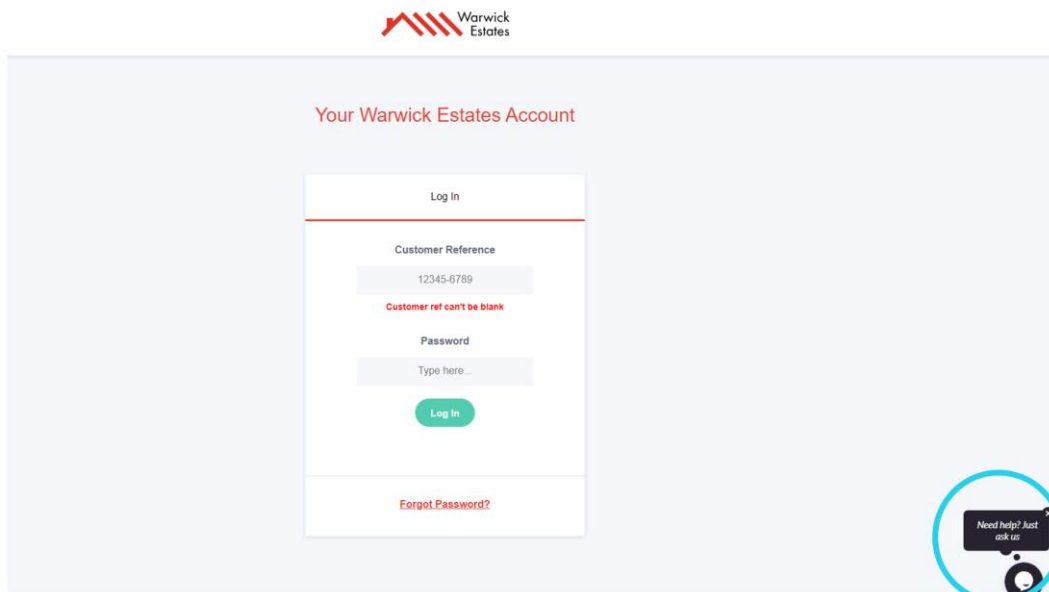 Warwick
Estates
Your Warwick Estates Account
Log In
Customer Reference
12345-6789
Customer ref can't be blank
Password
Type here...
Log In
Forgot Password?
Need help? Just
ask us